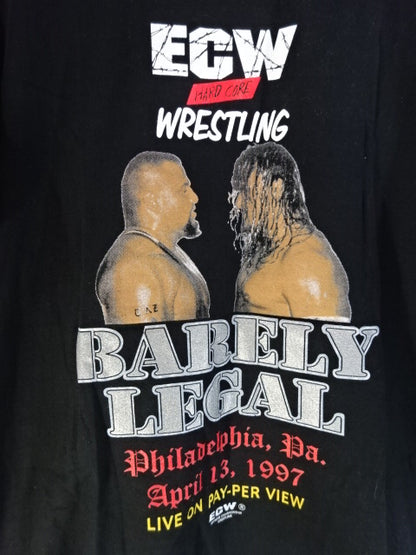 ECW
HARD CORE
WRESTLING
BARELY
LEGAL
Philadelphia, Pa.
April 13, 1997
LIVE ON PAY-PER VIEW
ECW ®